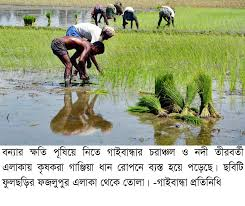 বন্যার ক্ষতি পুষিয়ে নিতে গাইবান্ধার চরাঞ্চল ও নদী তীরবর্তী
এলাকায় কৃষকরা গাঞ্জিয়া ধান রোপনে ব্যস্ত হয়ে পড়েছে। ছবিটি
ফুলছড়ির ফজলুপুর এলাকা থেকে তোলা। -গাইবান্ধা প্রতিনিধি